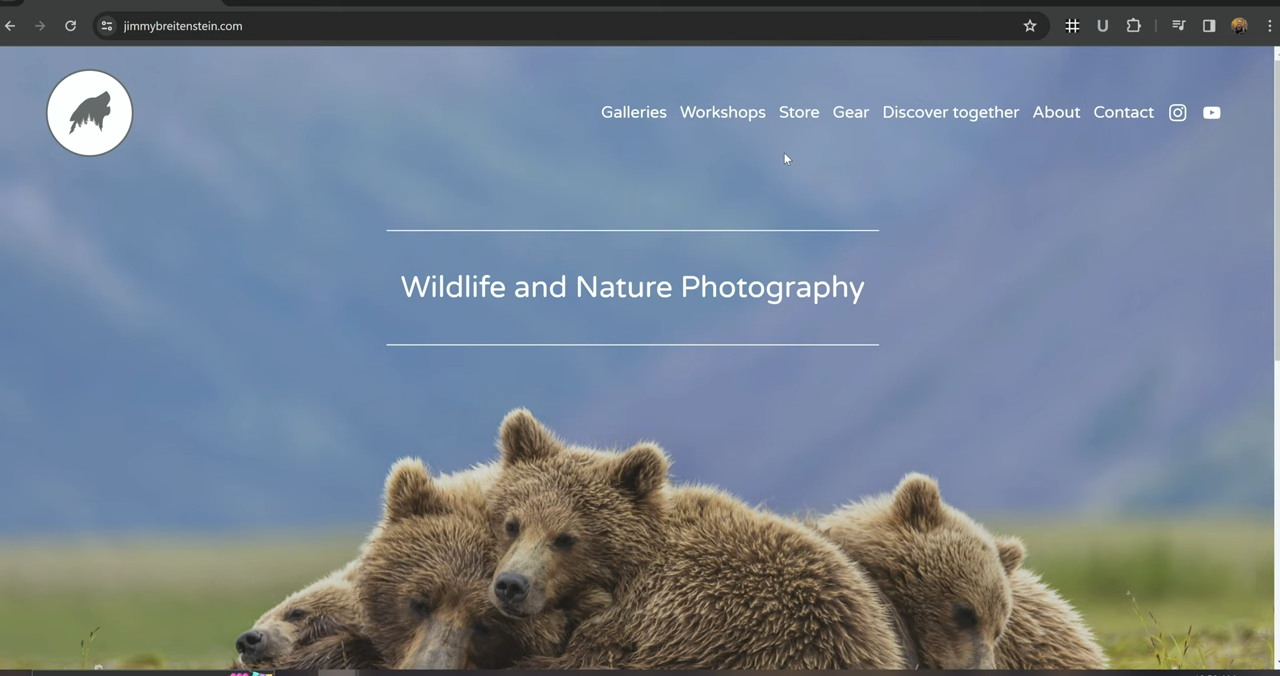 jimmybreitenstein.com
Galleries Workshops Store Gear Discover together About Contact
Wildlife and Nature Photography